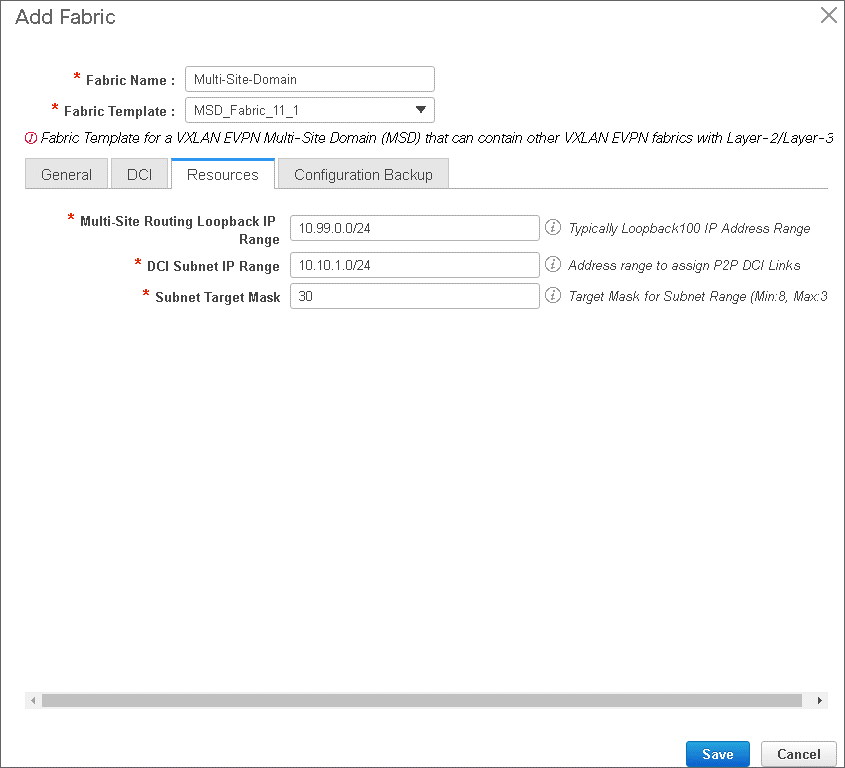 Add Fabric
* Fabric Name : Multi-Site-Domain
* Fabric Template : MSD_Fabric_11_1
Fabric Template for a VXLAN EVPN Multi-Site Domain (MSD) that can contain other VXLAN EVPN fabrics with Layer-2/Layer-3
General DCI Resources Configuration Backup
* Multi-Site Routing Loopback IP
Range 10.99.0.0/24 i Typically Loopback100 IP Address Range
* DCI Subnet IP Range 10.10.1.0/24 i Address range to assign P2P DCI Links
* Subnet Target Mask 30 i Target Mask for Subnet Range (Min:8, Max:3
Save Cancel